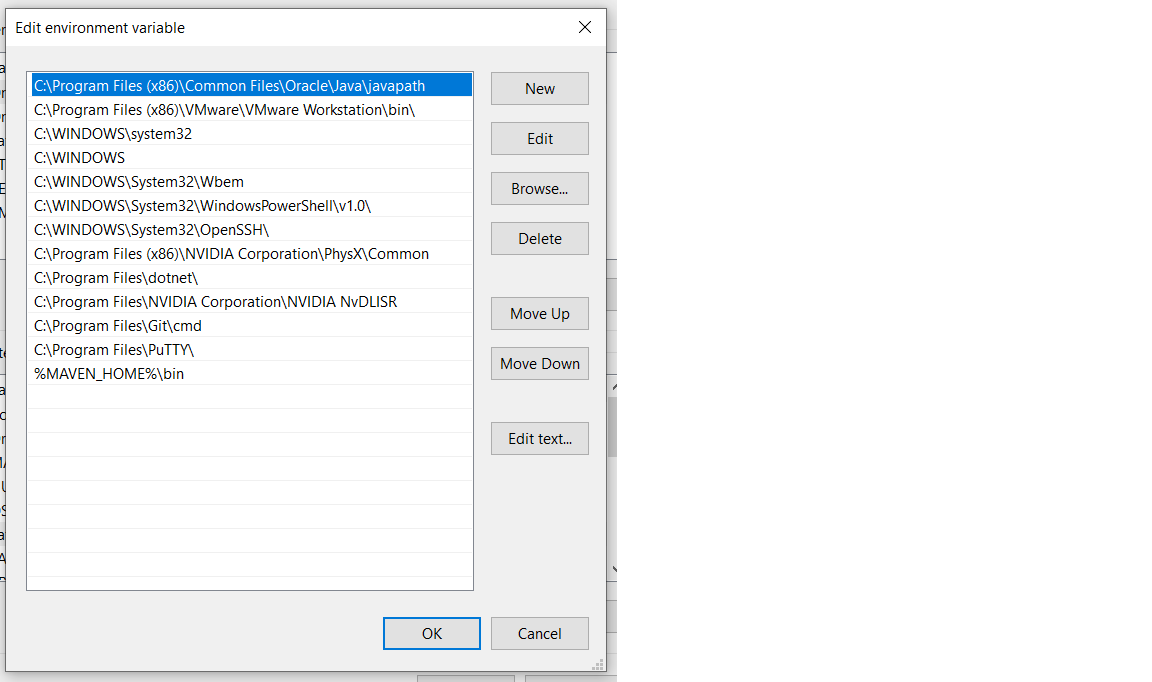 Edit environment variable
C:\Program Files (x86)\Common Files\Oracle\Java\javapath
C:\Program Files (x86)\VMware\VMware Workstation\bin\
C:\WINDOWS\system32
C:\WINDOWS
C:\WINDOWS\System32\Wbem
C:\WINDOWS\System32\WindowsPowerShell\v1.0\
C:\WINDOWS\System32\OpenSSH\
C:\Program Files (x86)\NVIDIA Corporation\PhysX\Common
C:\Program Files\dotnet\
C:\Program Files\NVIDIA Corporation\NVIDIA NvDLISR
C:\Program Files\Git\cmd
C:\Program Files\PuTTY\
%MAVEN_HOME%\bin
New
Edit
Browse...
Delete
Move Up
Move Down
Edit text...
OK
Cancel